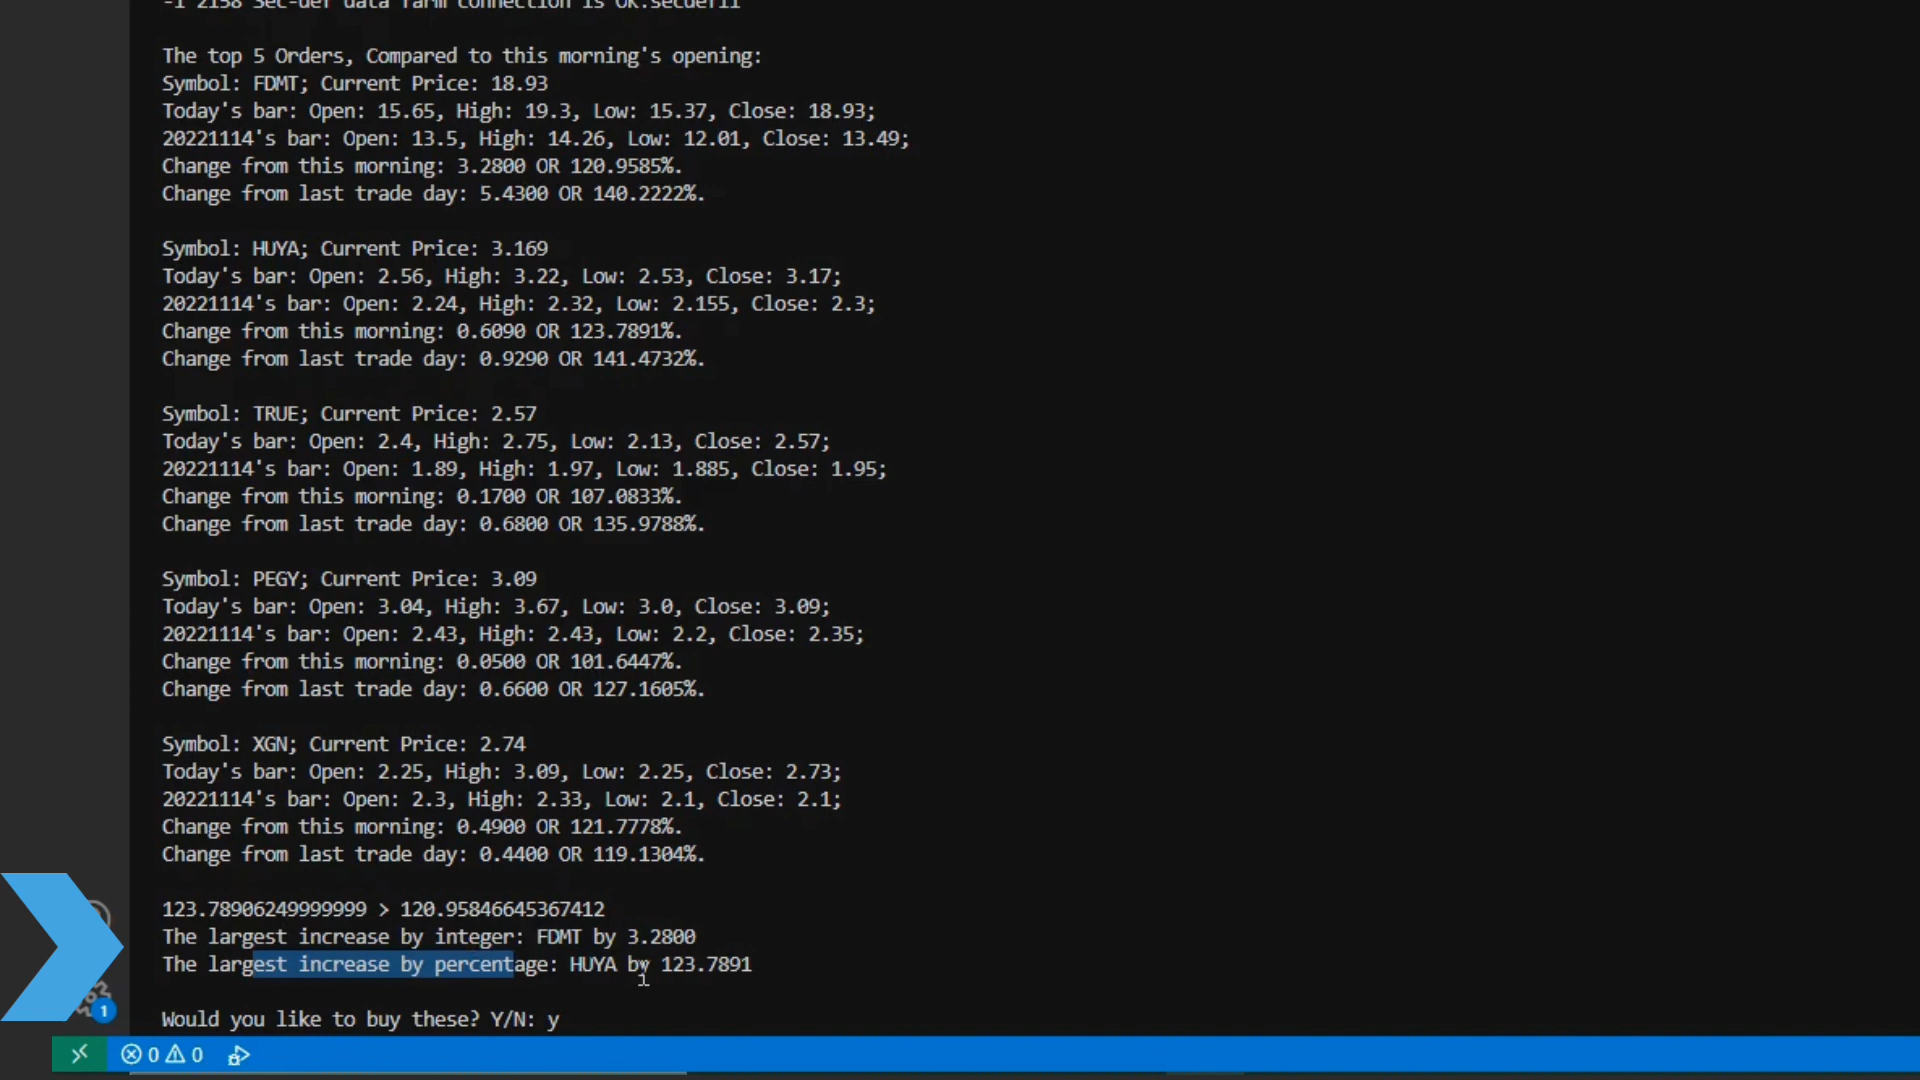 -1 2158 Sec-def data farm connection is OK:secdefil
The top 5 Orders, Compared to this morning's opening:
Symbol: FDMT; Current Price: 18.93
Today's bar: Open: 15.65, High: 19.3, Low: 15.37, Close: 18.93;
20221114's bar: Open: 13.5, High: 14.26, Low: 12.01, Close: 13.49;
Change from this morning: 3.2800 OR 120.9585%.
Change from last trade day: 5.4300 OR 140.2222%.
Symbol: HUYA; Current Price: 3.169
Today's bar: Open: 2.56, High: 3.22, Low: 2.53, Close: 3.17;
20221114's bar: Open: 2.24, High: 2.32, Low: 2.155, Close: 2.3;
Change from this morning: 0.6090 OR 123.7891%.
Change from last trade day: 0.9290 OR 141.4732%.
Symbol: TRUE; Current Price: 2.57
Today's bar: Open: 2.4, High: 2.75, Low: 2.13, Close: 2.57;
20221114's bar: Open: 1.89, High: 1.97, Low: 1.885, Close: 1.95;
Change from this morning: 0.1700 OR 107.0833%.
Change from last trade day: 0.6800 OR 135.9788%.
Symbol: PEGY; Current Price: 3.09
Today's bar: Open: 3.04, High: 3.67, Low: 3.0, Close: 3.09;
20221114's bar: Open: 2.43, High: 2.43, Low: 2.2, Close: 2.35;
Change from this morning: 0.0500 OR 101.6447%.
Change from last trade day: 0.6600 OR 127.1605%.
Symbol: XGN; Current Price: 2.74
Today's bar: Open: 2.25, High: 3.09, Low: 2.25, Close: 2.73;
20221114's bar: Open: 2.3, High: 2.33, Low: 2.1, Close: 2.1;
Change from this morning: 0.4900 OR 121.7778%.
Change from last trade day: 0.4400 OR 119.1304%.
123.78906249999999 > 120.95846645367412
The largest increase by integer: FDMT by 3.2800
The largest increase by percentage: HUYA by 123.7891
1
Would you like to buy these? Y/N: y
0 0